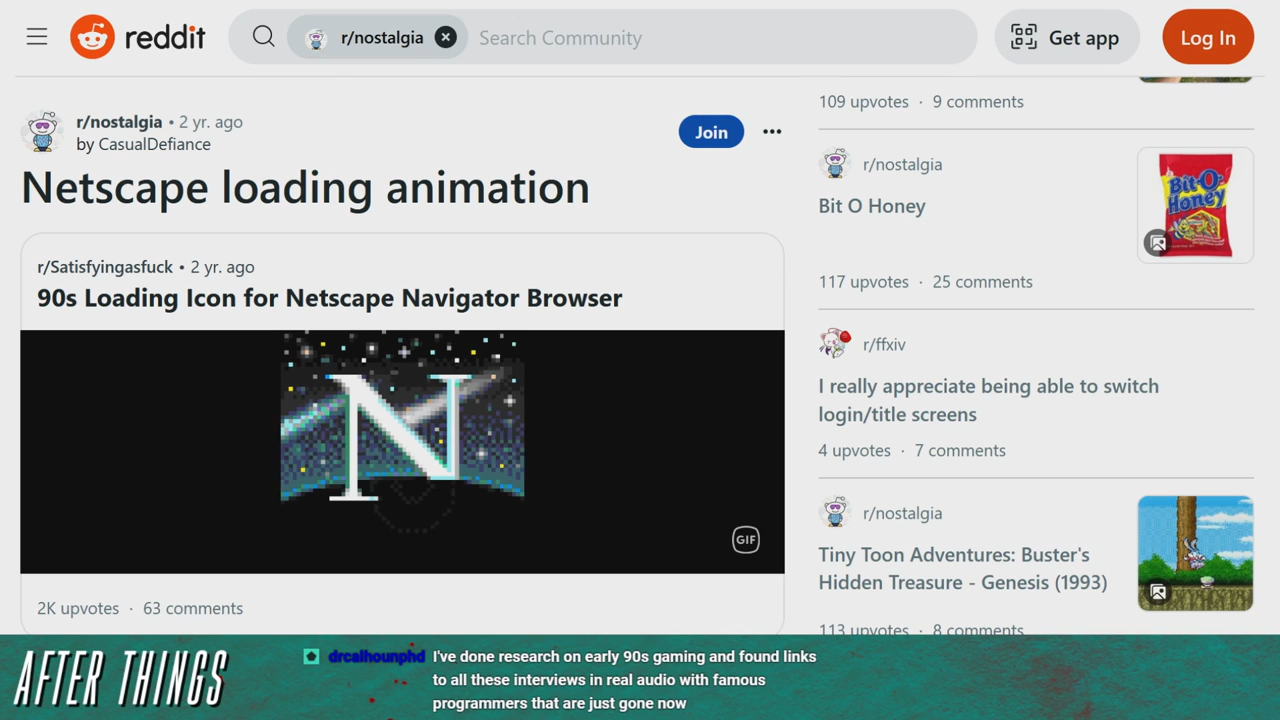 reddit
r/nostalgia
Search Community
Get app
Log In
r/nostalgia • 2 yr. ago
by CasualDefiance
Join
Netscape loading animation
r/Satisfyingasfuck • 2 yr. ago
90s Loading Icon for Netscape Navigator Browser
N
GIF
2K upvotes · 63 comments
109 upvotes · 9 comments
r/nostalgia
Bit O Honey
Bit-O-
Honey
117 upvotes · 25 comments
r/ffxiv
I really appreciate being able to switch
login/title screens
4 upvotes · 7 comments
r/nostalgia
Tiny Toon Adventures: Buster's
Hidden Treasure - Genesis (1993)
113 upvotes · 8 comments
AFTER THINGS
drcalhounphd I've done research on early 90s gaming and found links
to all these interviews in real audio with famous
programmers that are just gone now